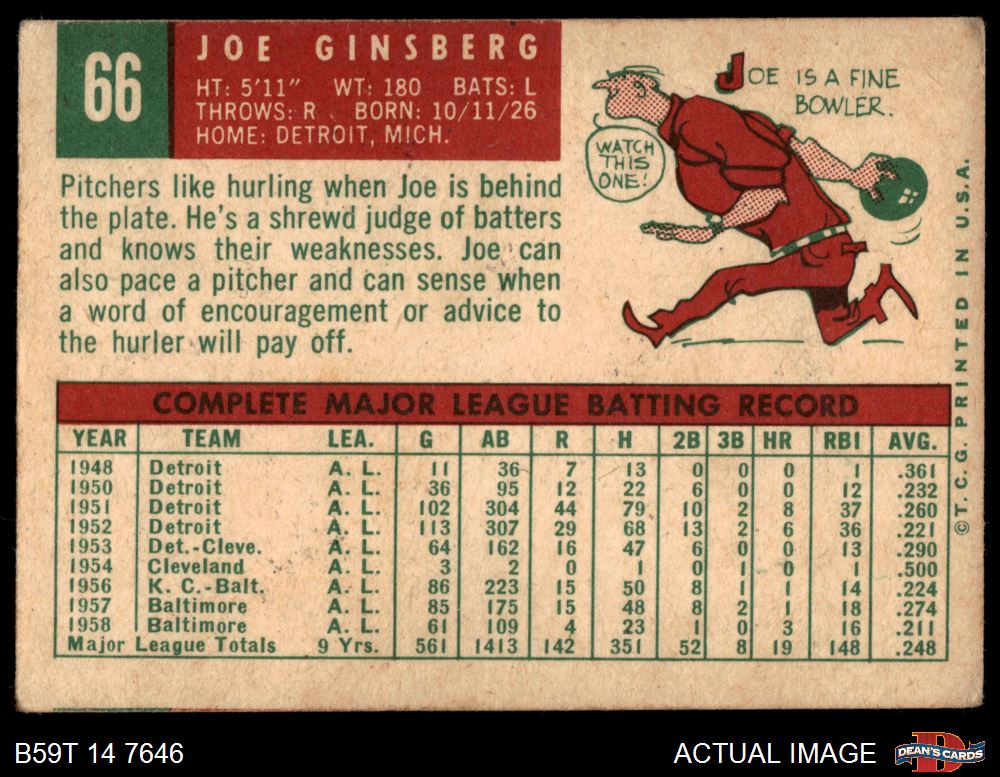 66
JOE GINSBERG
HT: 5'11" WT: 180 BATS: L
THROWS: R BORN: 10/11/26
HOME: DETROIT, MICH.
JOE IS A FINE
BOWLER.
WATCH
THIS
ONE!
Pitchers like hurling when Joe is behind
the plate. He's a shrewd judge of batters
and knows their weaknesses. Joe can
also pace a pitcher and can sense when
a word of encouragement or advice to
the hurler will pay off.
COMPLETE MAJOR LEAGUE BATTING RECORD
YEAR TEAM LEA. G AB R H 2B 3B HR RBI AVG.
1948 Detroit A. L. 11 36 7 13 0 0 0 1 .361
1950 Detroit A. L. 36 95 12 22 6 0 0 12 .232
1951 Detroit A. L. 102 304 44 79 10 2 8 37 .260
1952 Detroit A. L. 113 307 29 68 13 2 6 36 .221
1953 Det.-Cleve. A. L. 64 162 16 47 6 0 0 13 .290
1954 Cleveland A. L. 3 2 0 1 0 1 0 1 .500
1956 K. C.-Balt. A. L. 86 223 15 50 8 1 1 14 .224
1957 Baltimore A. L. 85 175 15 48 8 2 1 18 .274
1958 Baltimore A. L. 61 109 4 23 1 0 3 16 .211
Major League Totals 9 Yrs. 561 1413 142 351 52 8 19 148 .248
©T. C. G. PRINTED IN U.S.A.
B59T 14 7646
ACTUAL IMAGE
D
DEAN'S CARDS